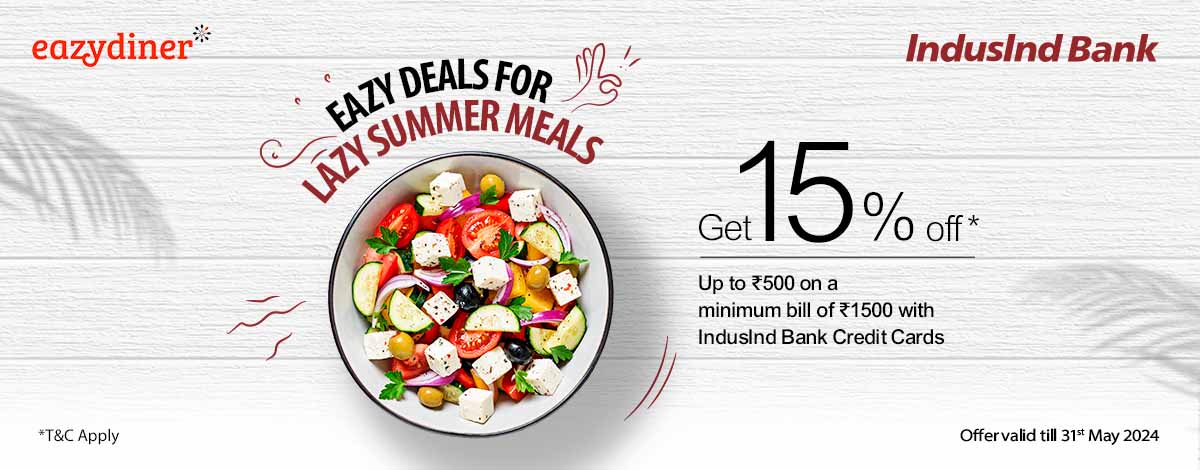 eazydiner
IndusInd Bank
EAZY DEALS FOR
LAZY SUMMER MEALS
Get 15% off*
Up to ₹500 on a
minimum bill of ₹1500 with
IndusInd Bank Credit Cards
*T&C Apply
Offer valid till 31st May 2024